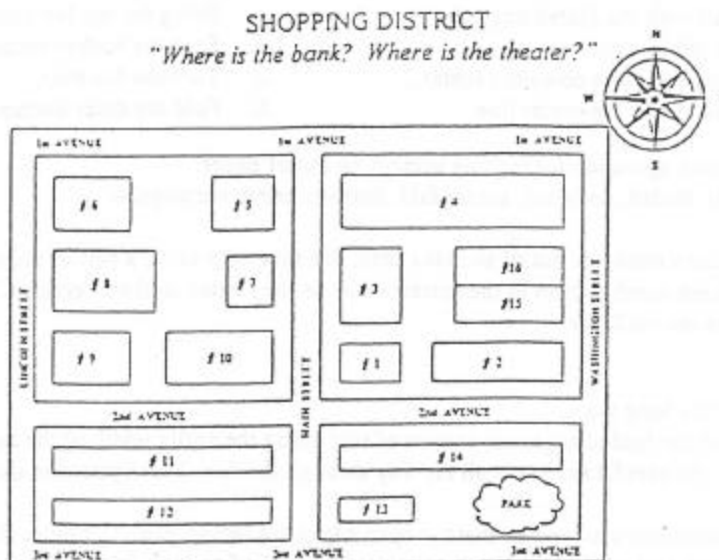 SHOPPING DISTRICT
"Where is the bank? Where is the theater?"
N
S
1st AVENUE 1st AVENUE 1st AVENUE
# 6 # 5 # 4
# 8 # 7 # 3 #16
#15
# 9 # 10 # 1 # 2
LINCOLN STREET
MAIN STREET
WASHINGTON STREET
2nd AVENUE 2nd AVENUE
# 11 # 14
# 12 # 13 PARK
3rd AVENUE 3rd AVENUE 3rd AVENUE